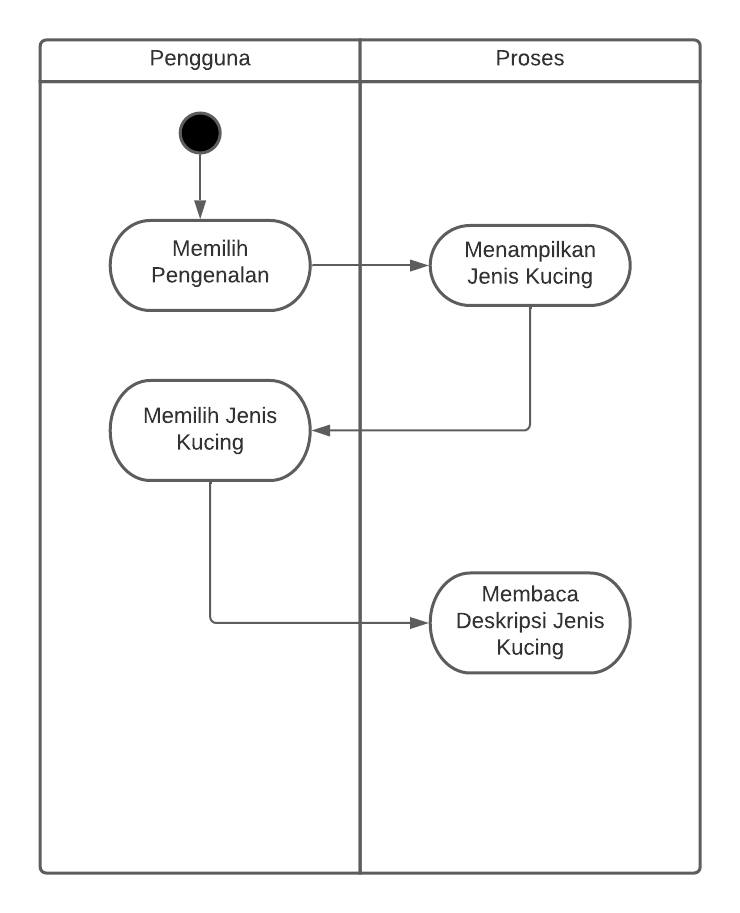 Pengguna
Proses
Memilih
Pengenalan
Menampilkan
Jenis Kucing
Memilih Jenis
Kucing
Membaca
Deskripsi Jenis
Kucing